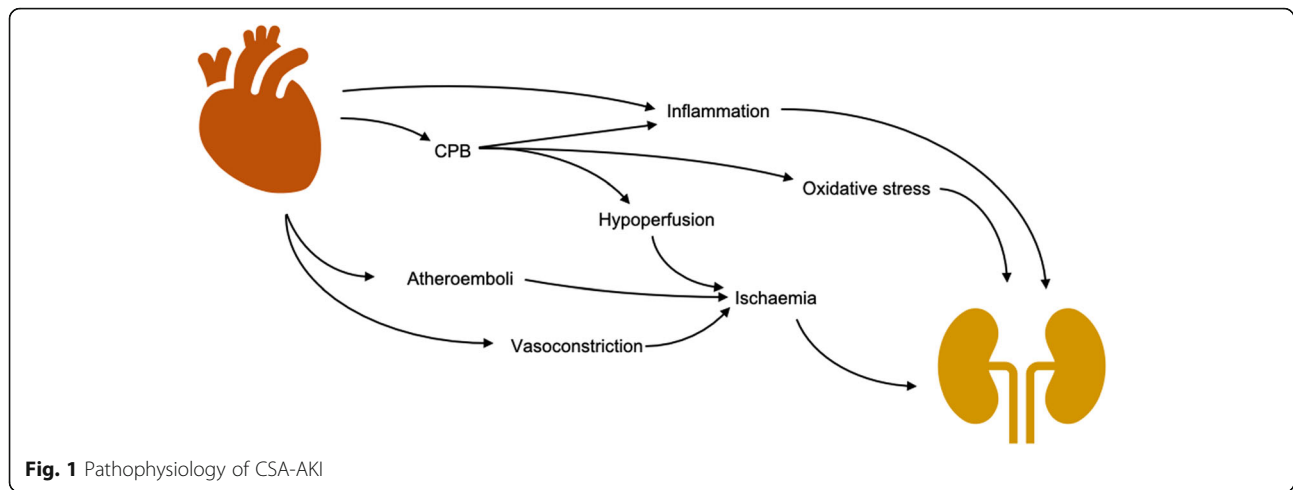 Inflammation
CPB
Oxidative stress
Hypoperfusion
Atheroemboli
Ischaemia
Vasoconstriction
Fig. 1 Pathophysiology of CSA-AKI